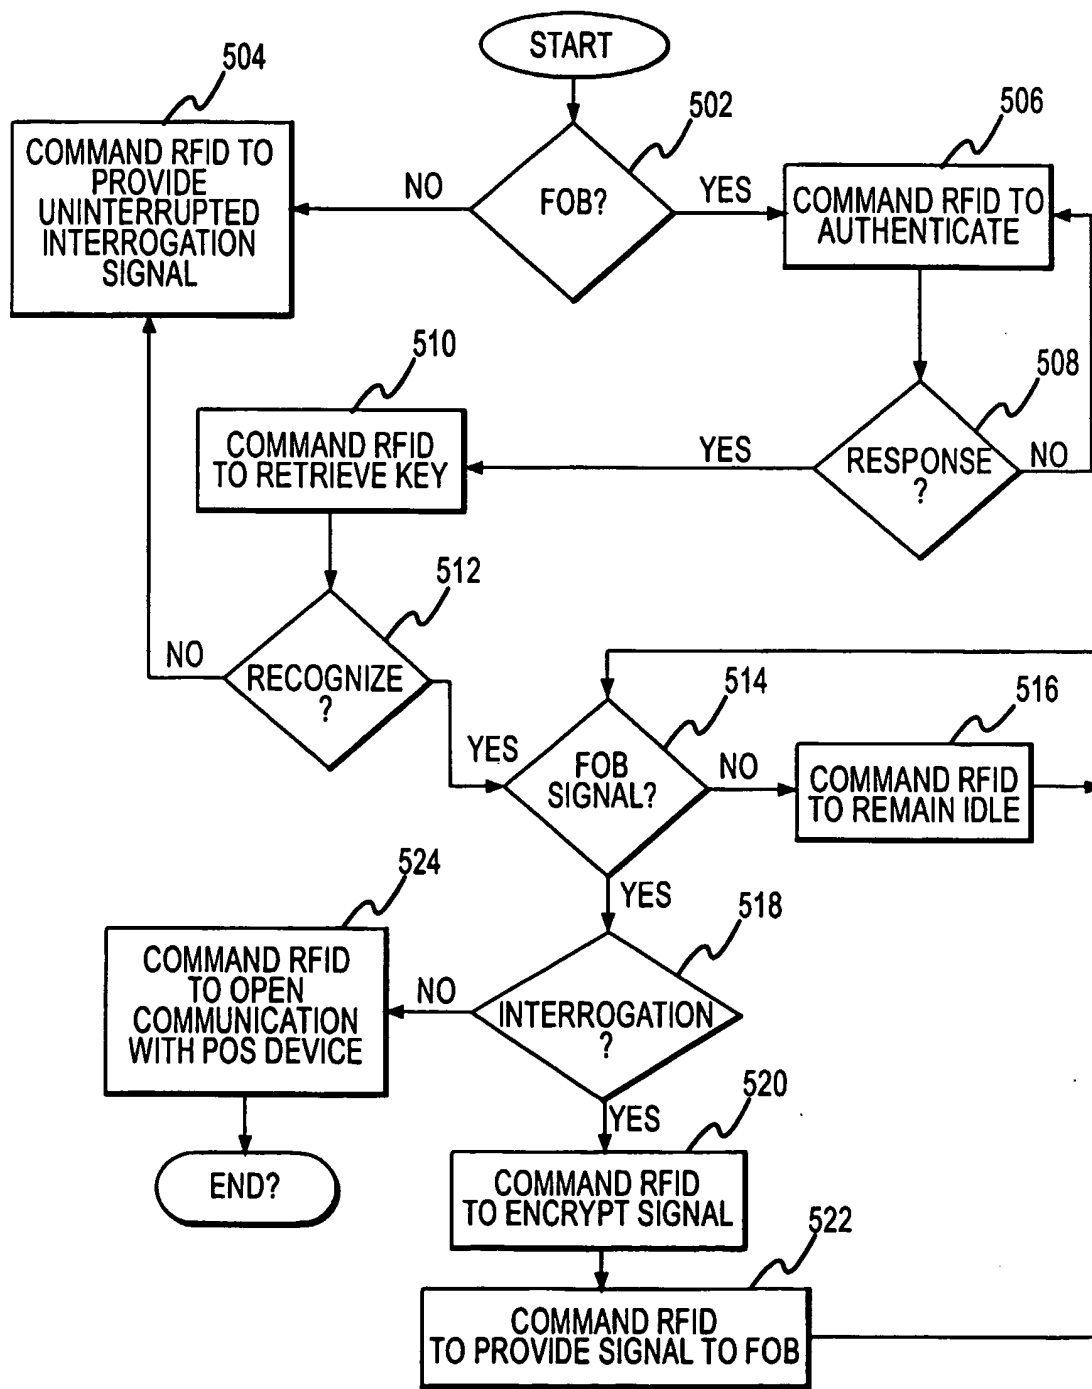 START
504
502
506
COMMAND RFID TO
PROVIDE
UNINTERRUPTED
INTERROGATION
SIGNAL
NO
FOB?
YES
COMMAND RFID TO
AUTHENTICATE
510
508
COMMAND RFID
TO RETRIEVE KEY
YES
RESPONSE
?
NO
512
NO
RECOGNIZE
?
YES
514
516
FOB
SIGNAL?
NO
COMMAND RFID
TO REMAIN IDLE
YES
524
518
COMMAND RFID
TO OPEN
COMMUNICATION
WITH POS DEVICE
NO
INTERROGATION
?
YES
520
END?
COMMAND RFID
TO ENCRYPT SIGNAL
522
COMMAND RFID
TO PROVIDE SIGNAL TO FOB